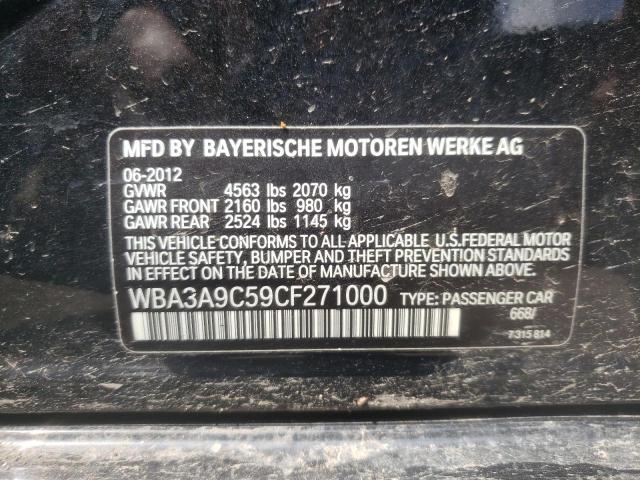 MFD BY BAYERISCHE MOTOREN WERKE AG
06-2012
GVWR 4563 lbs 2070 kg
GAWR FRONT 2160 lbs 980 kg
GAWR REAR 2524 lbs 1145 kg
THIS VEHICLE CONFORMS TO ALL APPLICABLE U.S.FEDERAL MOTOR
VEHICLE SAFETY, BUMPER AND THEFT PREVENTION STANDARDS
IN EFFECT ON THE DATE OF MANUFACTURE SHOWN ABOVE.
WBA3A9C59CF271000 TYPE: PASSENGER CAR
668/
7315 814